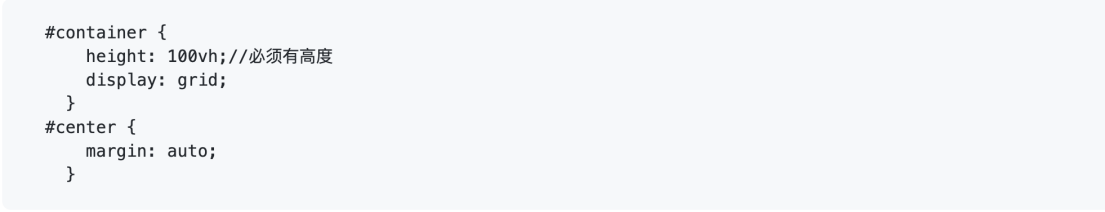 #container {
    height: 100vh;//必须有高度
    display: grid;
  }
#center {
    margin: auto;
  }